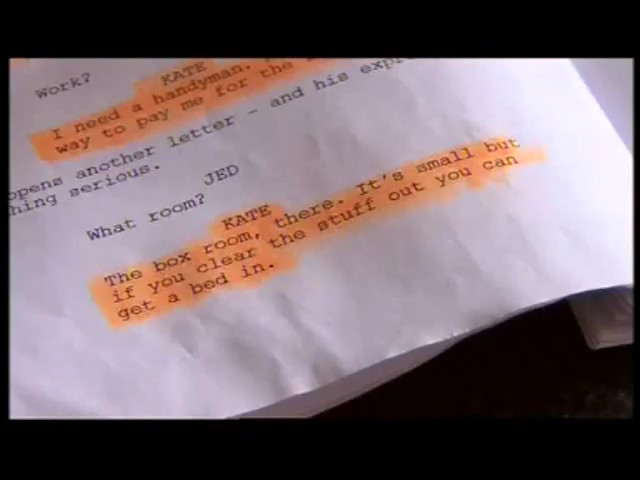 Work?
KATE
I need a handyman.
way to pay me for the
opens another letter - and his
thing serious.
JED
What room?
KATE
The box room, there. It's small but
if you clear the stuff out you can
get a bed in.